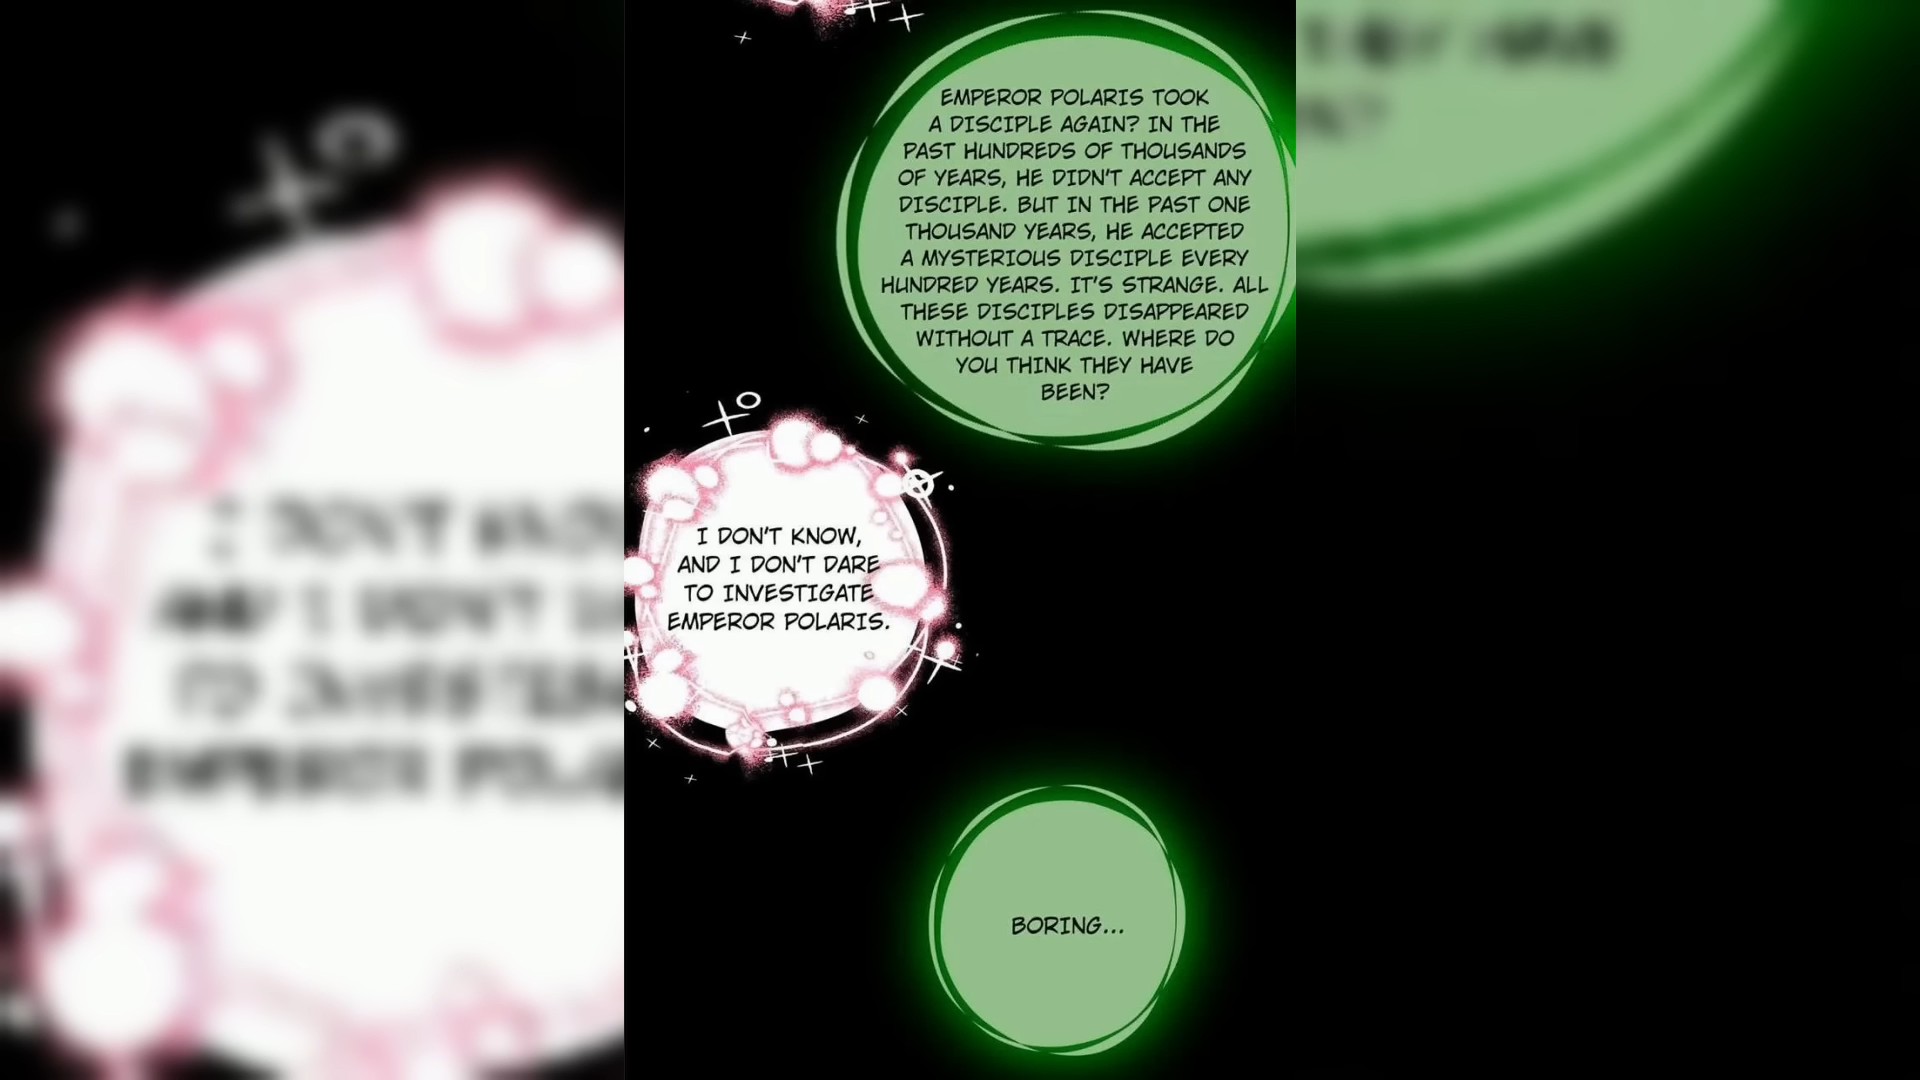 EMPEROR POLARIS TOOK
A DISCIPLE AGAIN? IN THE
PAST HUNDREDS OF THOUSANDS
OF YEARS, HE DIDN'T ACCEPT ANY
DISCIPLE. BUT IN THE PAST ONE
THOUSAND YEARS, HE ACCEPTED
A MYSTERIOUS DISCIPLE EVERY
HUNDRED YEARS. IT'S STRANGE. ALL
THESE DISCIPLES DISAPPEARED
WITHOUT A TRACE. WHERE DO
YOU THINK THEY HAVE
BEEN?
I DON'T KNOW,
AND I DON'T DARE
TO INVESTIGATE
EMPEROR POLARIS.
BORING...